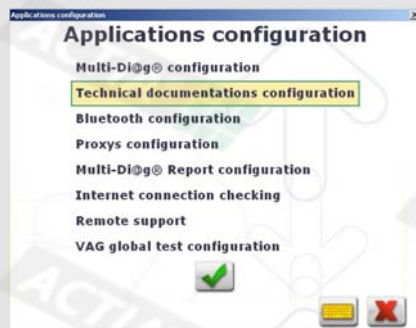 Applications configuration
Applications configuration
Multi-Di@g® configuration
Technical documentations configuration
Bluetooth configuration
Proxys configuration
Multi-Di@g® Report configuration
Internet connection checking
Remote support
VAG global test configuration